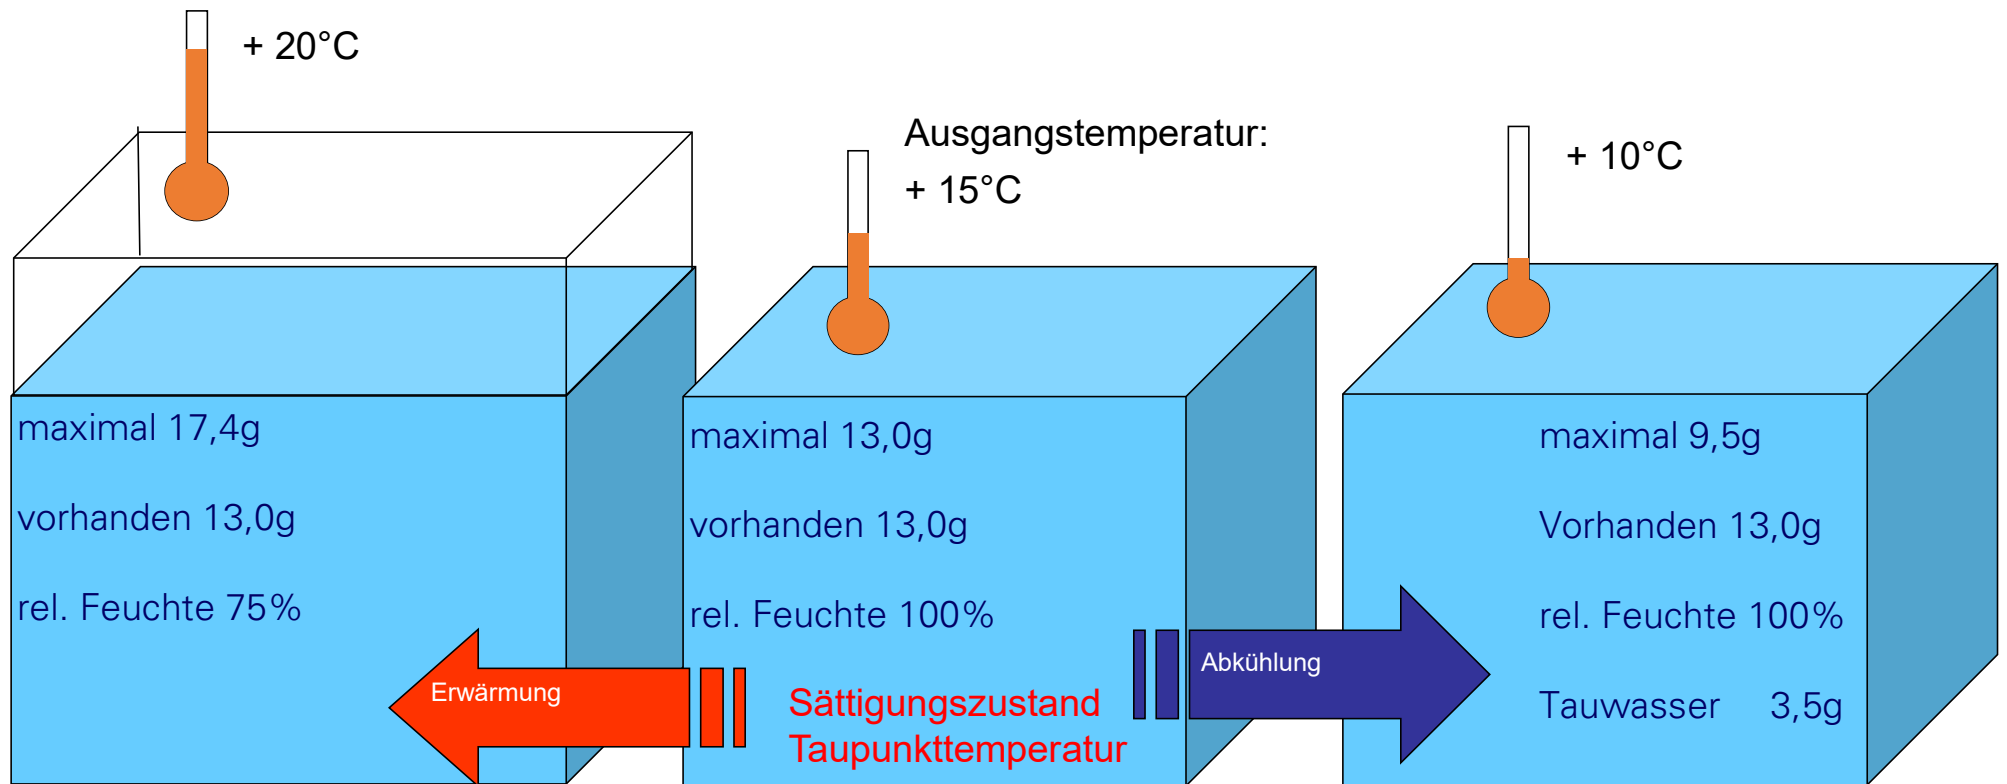 + 20°C
maximal 17,4g
vorhanden 13,0g
rel. Feuchte 75%
Erwärmung
Ausgangstemperatur:
+ 15°C
maximal 13,0g
vorhanden 13,0g
rel. Feuchte 100%
Sättigungszustand
Taupunkttemperatur
Abkühlung
+ 10°C
maximal 9,5g
Vorhanden 13,0g
rel. Feuchte 100%
Tauwasser 3,5g